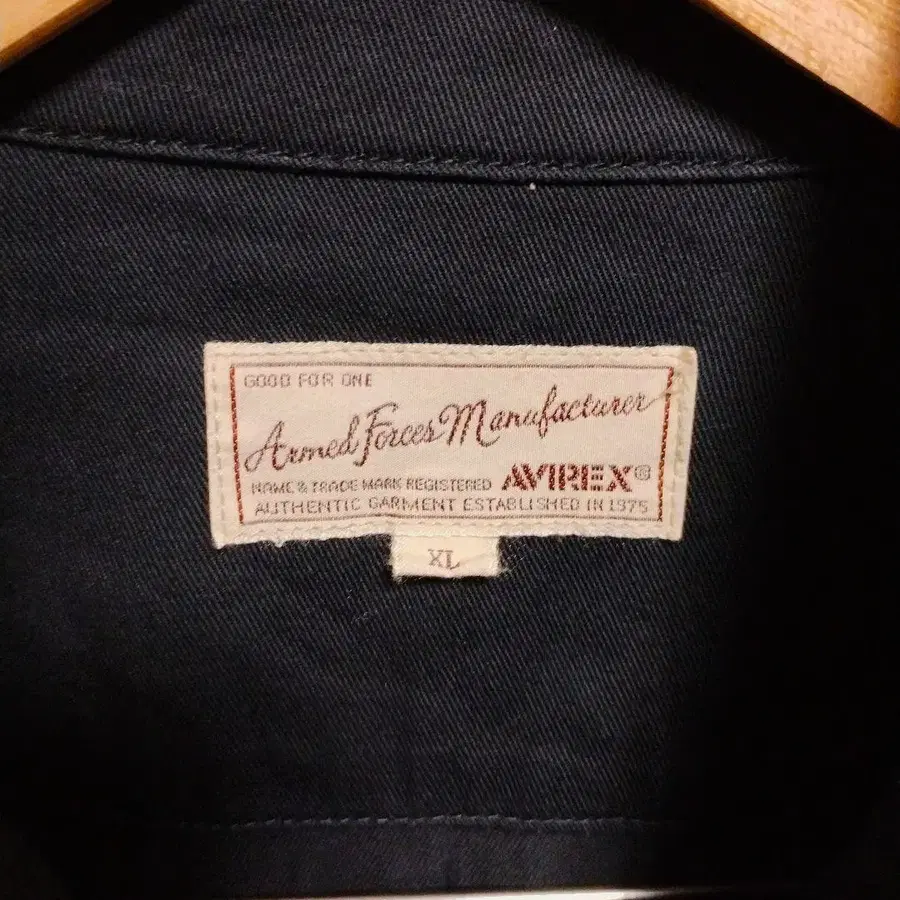 GOOD FOR ONE
Armed Forces Manufacturer
NAME & TRADE MARK REGISTERED AVIREX®
AUTHENTIC GARMENT ESTABLISHED IN 1975
XL